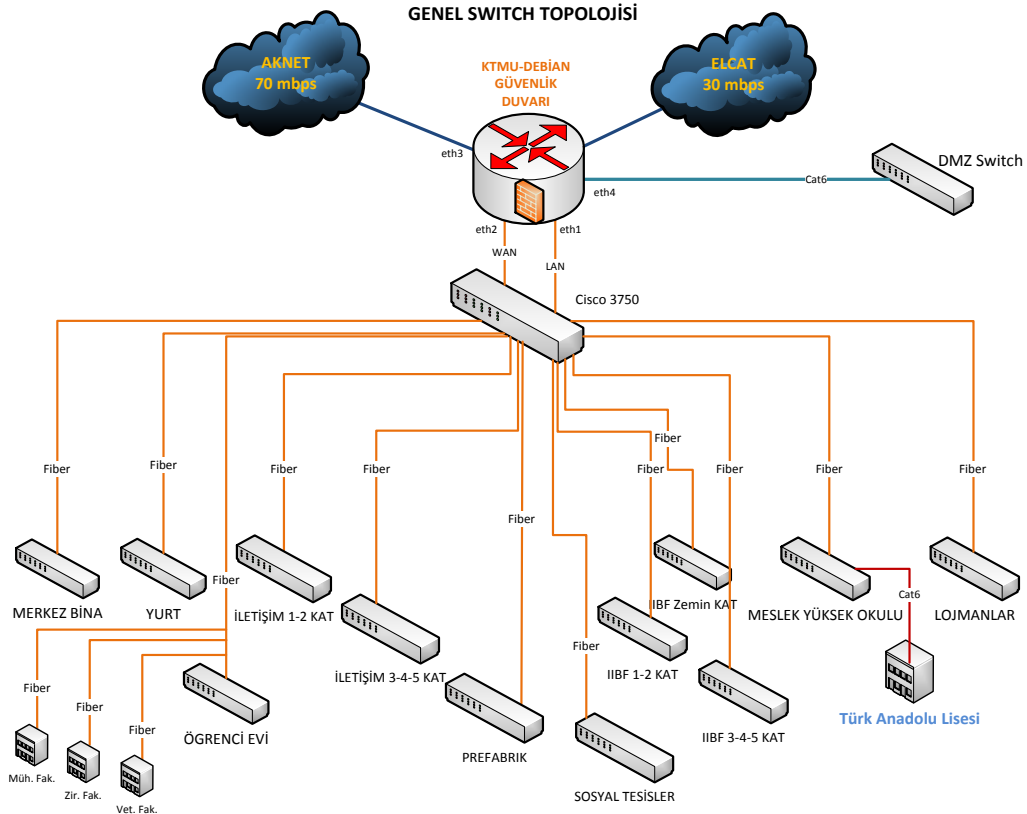 GENEL SWITCH TOPOLOJİSİ
AKNET
70 mbps
KTMU-DEBİAN
GÜVENLİK
DUVARI
ELCAT
30 mbps
eth3
DMZ Switch
Cat6
eth4
eth2
eth1
WAN
LAN
Cisco 3750
Fiber
Fiber
Fiber
Fiber
Fiber
Fiber
Fiber
Fiber
Fiber
Fiber
Fiber
Fiber
Cat6
MERKEZ BİNA
YURT
İLETİŞİM 1-2 KAT
IIBF Zemin KAT
MESLEK YÜKSEK OKULU
LOJMANLAR
Fiber
İLETİŞİM 3-4-5 KAT
IIBF 1-2 KAT
Fiber
Fiber
Fiber
Türk Anadolu Lisesi
ÖGRENCİ EVİ
PREFABRIK
IIBF 3-4-5 KAT
Müh. Fak.
Zir. Fak.
Vet. Fak.
SOSYAL TESİSLER